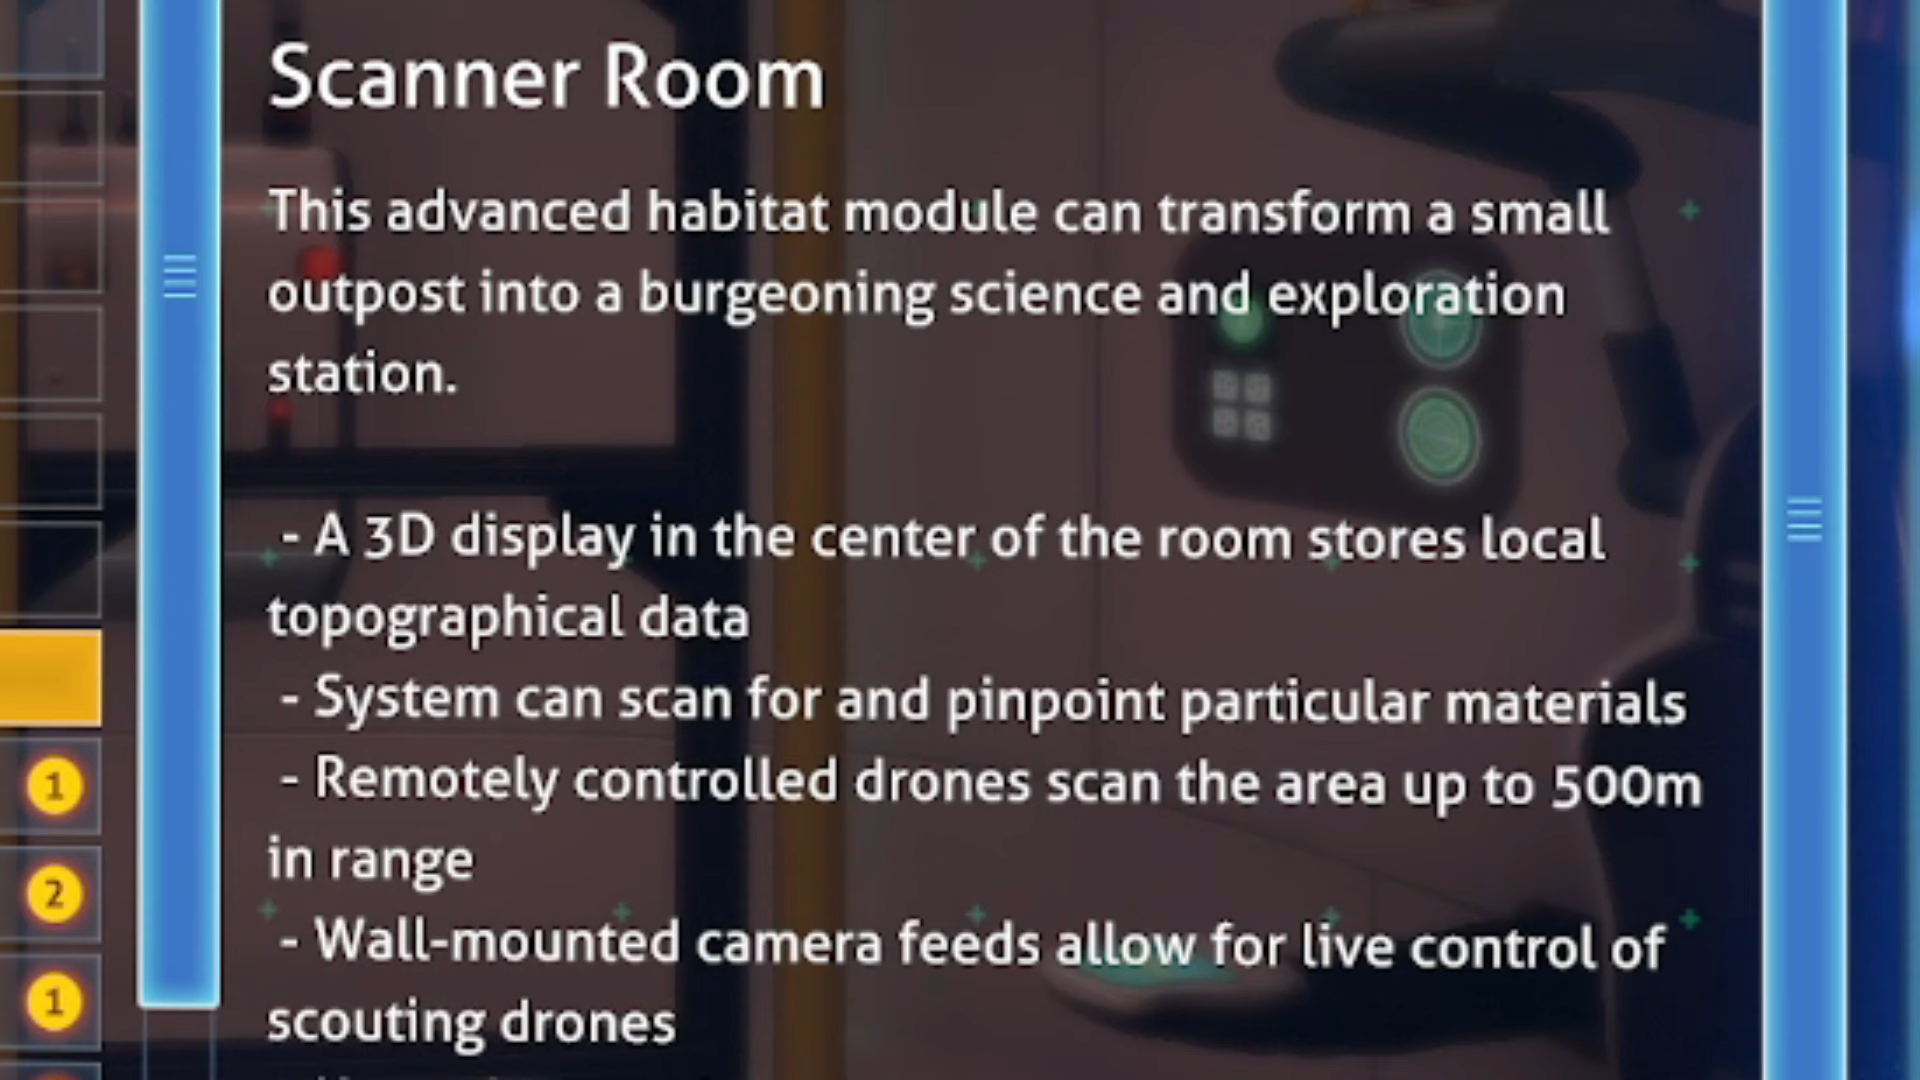 Scanner Room
This advanced habitat module can transform a small
outpost into a burgeoning science and exploration
station.
- A 3D display in the center of the room stores local
topographical data
- System can scan for and pinpoint particular materials
- Remotely controlled drones scan the area up to 500m
in range
- Wall-mounted camera feeds allow for live control of
scouting drones
1
2
1